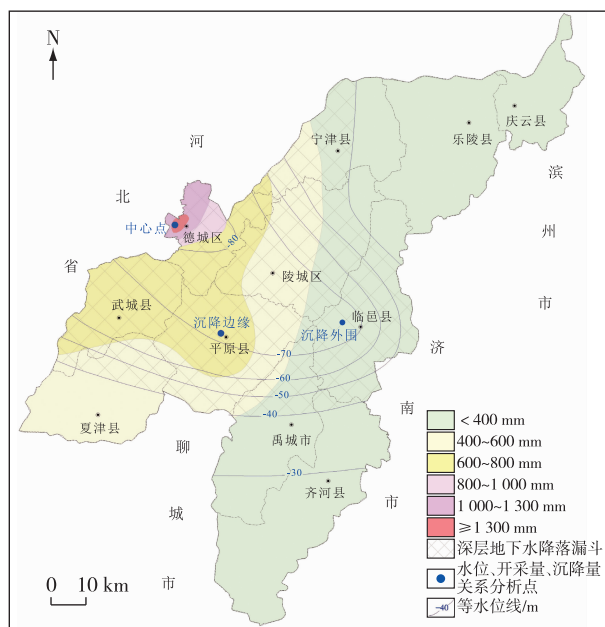 N
河
北
省
滨
州
市
济
南
市
聊
城
市
庆云县
乐陵县
宁津县
中心点
德城区
-80
陵城区
武城县
沉降边缘
平原县
沉降外围
临邑县
-70
-60
-50
-40
夏津县
禹城市
-30
齐河县
0 10 km
<400 mm
400~600 mm
600~800 mm
800~1 000 mm
1 000~1 300 mm
≥1 300 mm
深层地下水降落漏斗
水位、开采量、沉降量
关系分析点
-40 等水位线/m